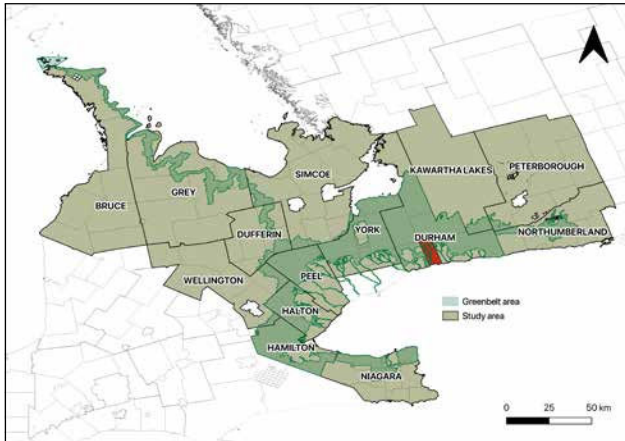 SIMCOE
KAWARTHA LAKES
PETERBOROUGH
GREY
BRUCE
YORK
DURHAM
NORTHUMBERLAND
DUFFERIN
WELLINGTON
PEEL
HALTON
HAMILTON
NIAGARA
Greenbelt area
Study area
0 25 50 km